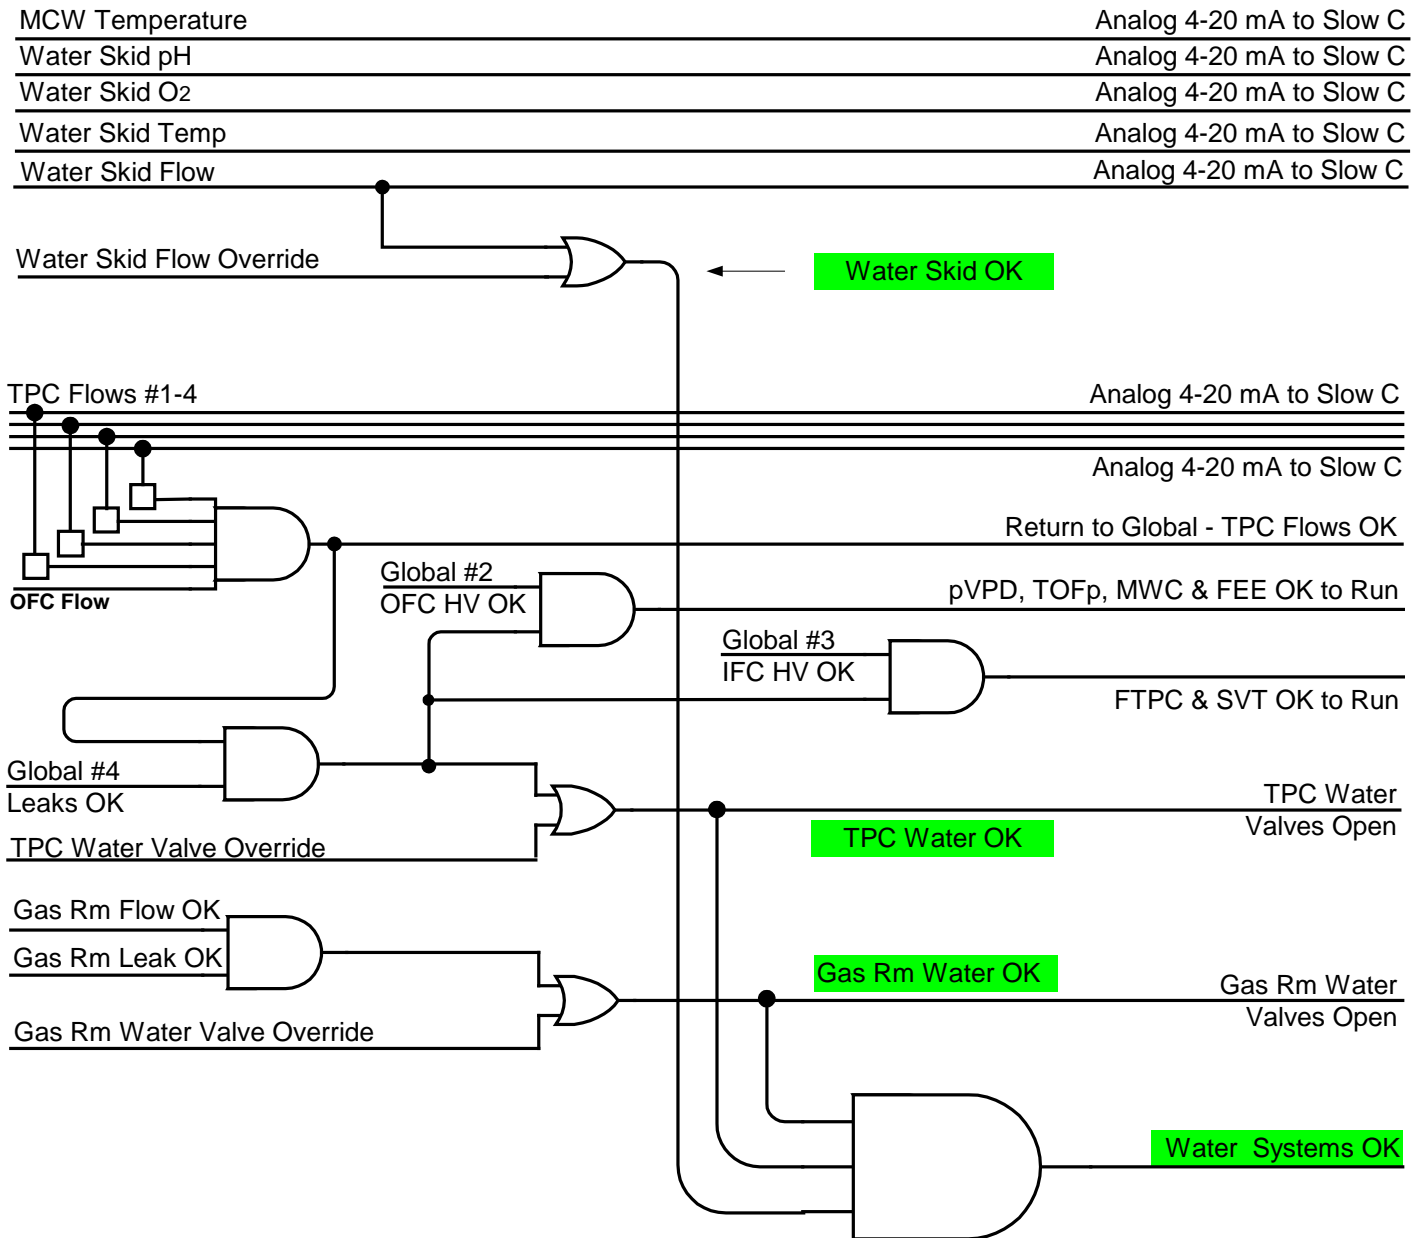 MCW Temperature Analog 4-20 mA to Slow C
Water Skid pH Analog 4-20 mA to Slow C
Water Skid O2 Analog 4-20 mA to Slow C
Water Skid Temp Analog 4-20 mA to Slow C
Water Skid Flow Analog 4-20 mA to Slow C
Water Skid Flow Override
Water Skid OK
TPC Flows #1-4 Analog 4-20 mA to Slow C
Analog 4-20 mA to Slow C
Return to Global - TPC Flows OK
OFC Flow
Global #2
OFC HV OK
pVPD, TOFp, MWC & FEE OK to Run
Global #3
IFC HV OK
FTPC & SVT OK to Run
Global #4
Leaks OK
TPC Water
Valves Open
TPC Water OK
TPC Water Valve Override
Gas Rm Flow OK
Gas Rm Leak OK
Gas Rm Water OK
Gas Rm Water
Valves Open
Gas Rm Water Valve Override
Water Systems OK